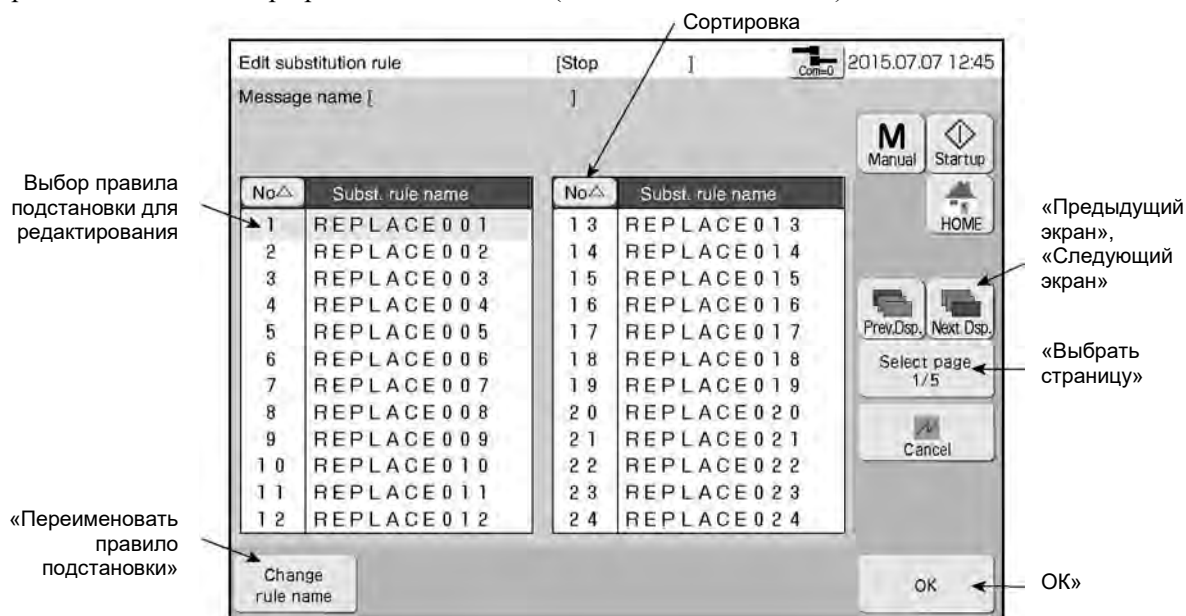 Сортировка
Edit substitution rule [Stop ] Com=0 2015.07.07 12:45
Message name [ ]
M
Manual
Startup
HOME
Выбор правила
подстановки для
редактирования
No△ Subst. rule name No△ Subst. rule name
1 REPLACE001 13 REPLACE013
2 REPLACE002 14 REPLACE014
3 REPLACE003 15 REPLACE015
4 REPLACE004 16 REPLACE016
5 REPLACE005 17 REPLACE017
6 REPLACE006 18 REPLACE018
7 REPLACE007 19 REPLACE019
8 REPLACE008 20 REPLACE020
9 REPLACE009 21 REPLACE021
10 REPLACE010 22 REPLACE022
11 REPLACE011 23 REPLACE023
12 REPLACE012 24 REPLACE024
«Предыдущий
экран»,
«Следующий
экран»
Prev.Dsp. Next Dsp.
Select page
1/5
«Выбрать
страницу»
Cancel
«Переименовать
правило
подстановки»
Change
rule name
OK
ОК»